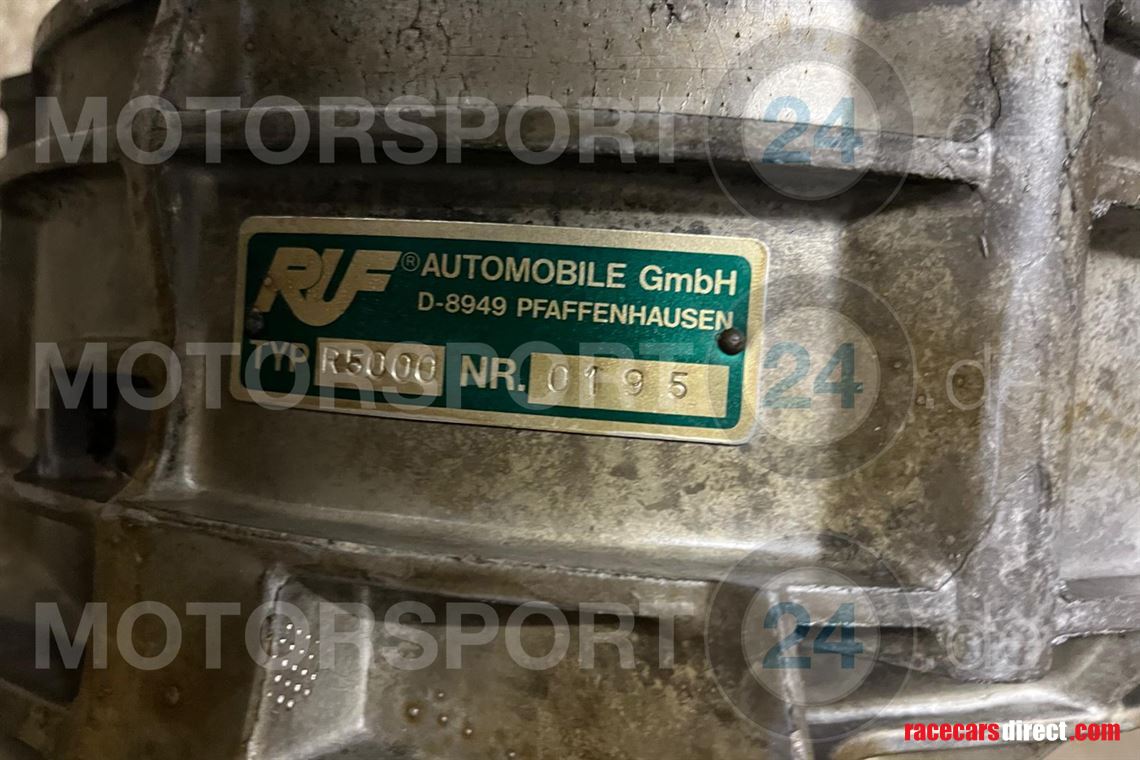 MOTORSPORT 24 .de
RUF® AUTOMOBILE GmbH
D-8949 PFAFFENHAUSEN
TYP R5000 NR. 0195
24 .de
MOTORSPORT 24 .de
racecarsdirect.com